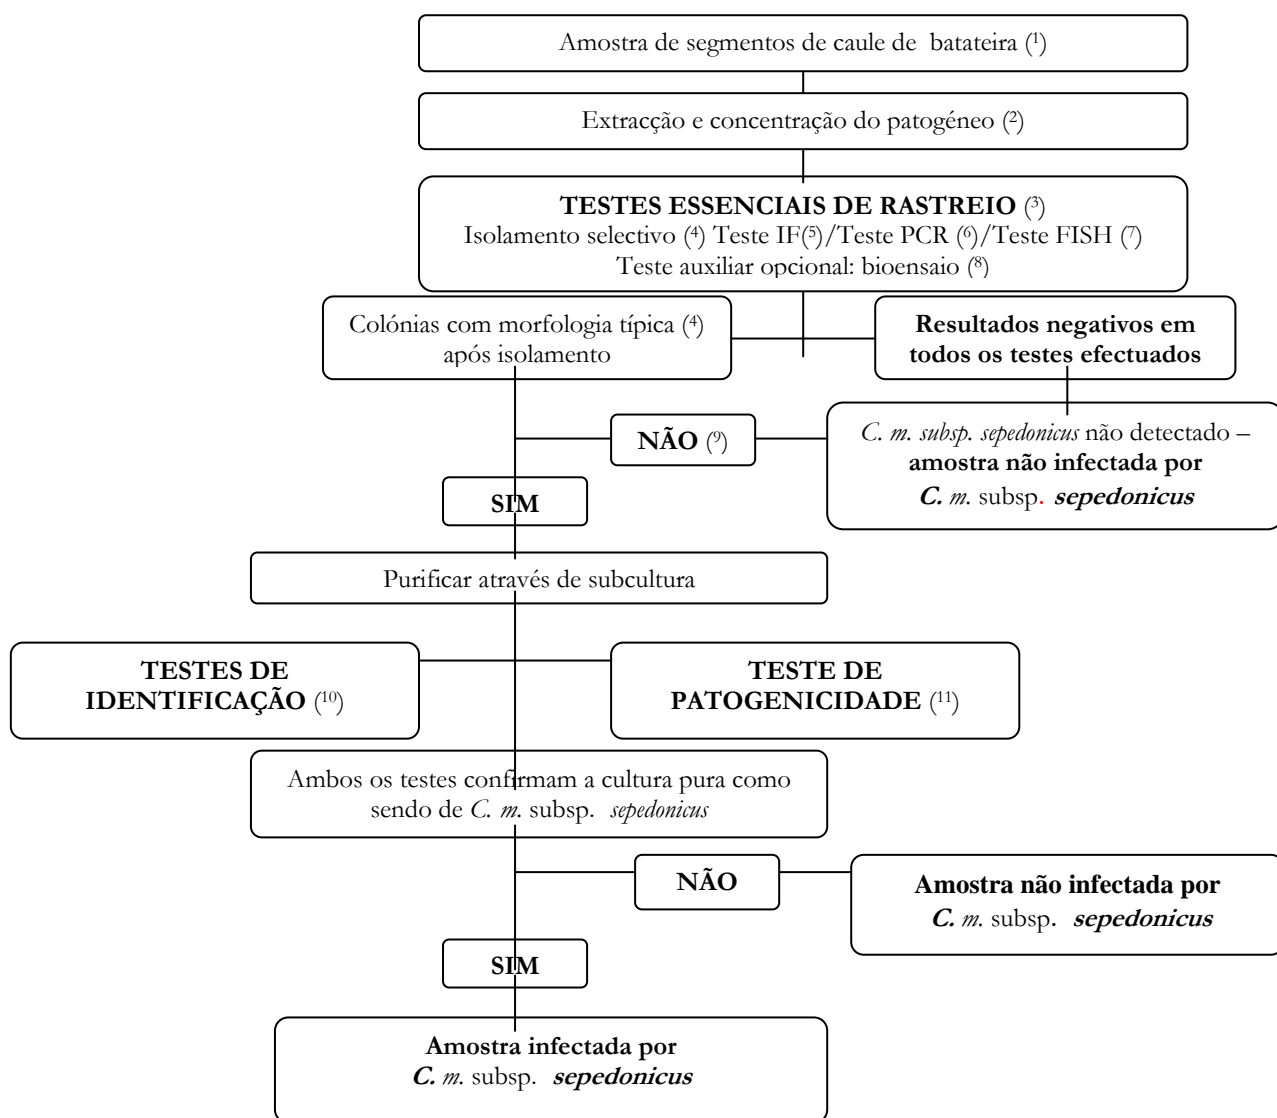 Amostra de segmentos de caule de batateira (¹)
Extracção e concentração do patogéneo (²)
TESTES ESSENCIAIS DE RASTREIO (³)
Isolamento selectivo (⁴) Teste IF(⁵)/Teste PCR (⁶)/Teste FISH (⁷)
Teste auxiliar opcional: bioensaio (⁸)
Colónias com morfologia típica (⁴)
após isolamento
Resultados negativos em
todos os testes efectuados
NÃO (⁹)
C. m. subsp. sepedonicus não detectado –
amostra não infectada por
C. m. subsp. sepedonicus
SIM
Purificar através de subcultura
TESTES DE
IDENTIFICAÇÃO (¹⁰)
TESTE DE
PATOGENICIDADE (¹¹)
Ambos os testes confirmam a cultura pura como
sendo de C. m. subsp. sepedonicus
NÃO
Amostra não infectada por
C. m. subsp. sepedonicus
SIM
Amostra infectada por
C. m. subsp. sepedonicus